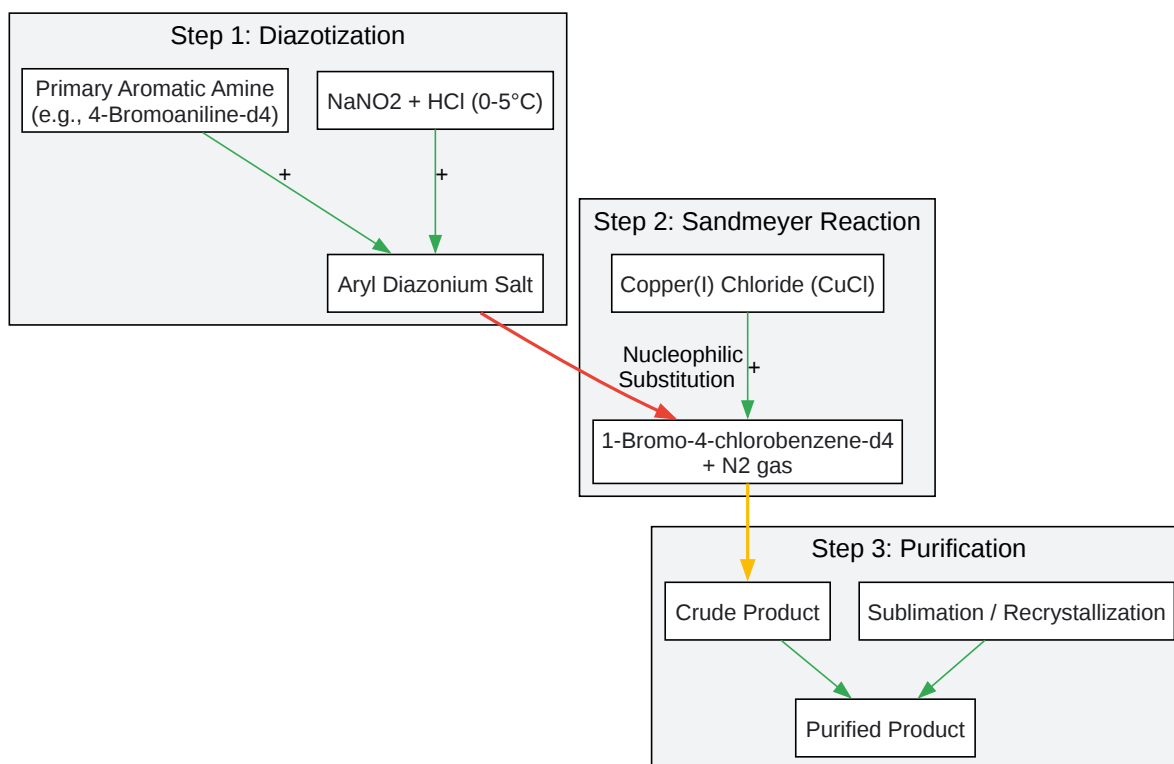 Step 1: Diazotization
Primary Aromatic Amine
(e.g., 4-Bromoaniline-d4)
NaNO2 + HCl (0-5°C)
+
+
Aryl Diazonium Salt
Step 2: Sandmeyer Reaction
Copper(I) Chloride (CuCl)
Nucleophilic
Substitution
+
1-Bromo-4-chlorobenzene-d4
+ N2 gas
Step 3: Purification
Crude Product
Sublimation / Recrystallization
Purified Product